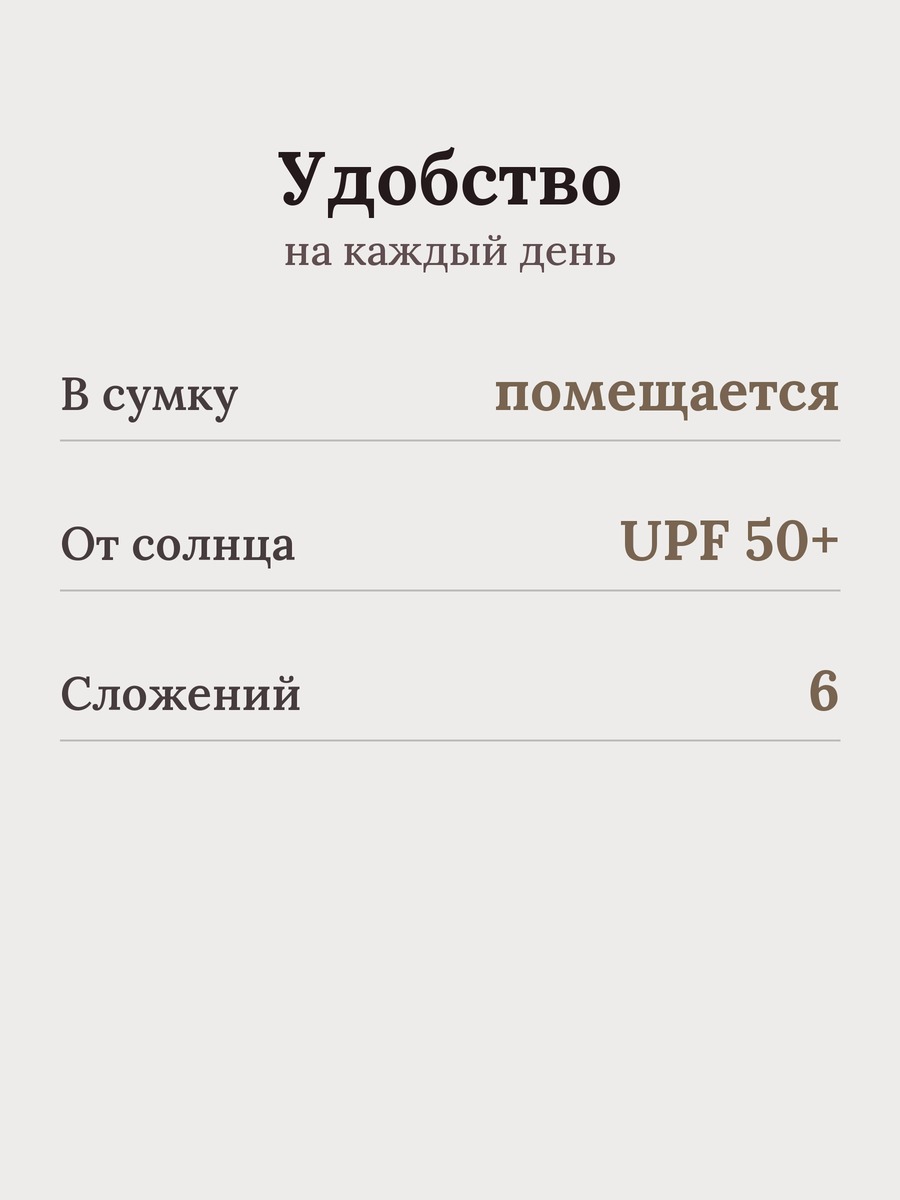 Удобство
на каждый день
В сумку помещается
От солнца UPF 50+
Сложений 6